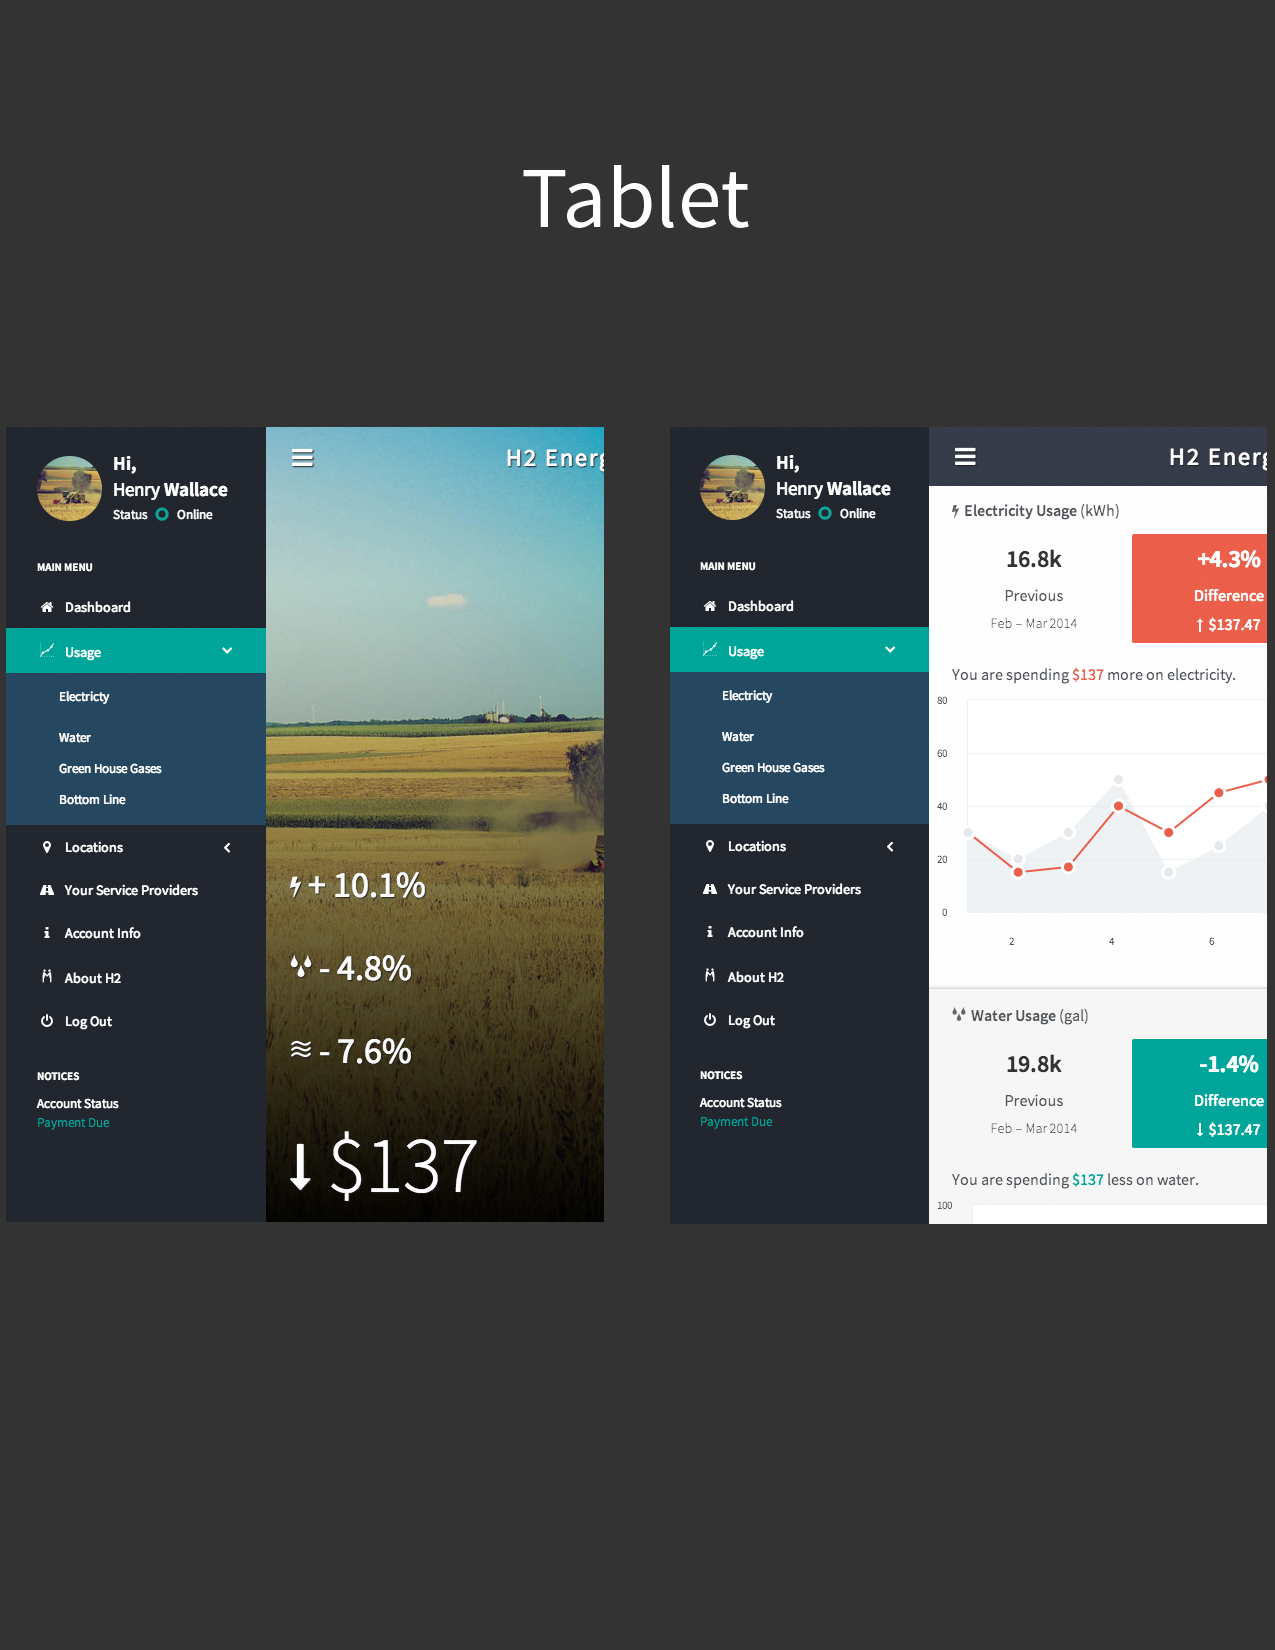 Tablet
Hi,
Henry Wallace
Status Online
MAIN MENU
Dashboard
Usage
Electricty
Water
Green House Gases
Bottom Line
Locations
Your Service Providers
Account Info
About H2
Log Out
NOTICES
Account Status
Payment Due
H2 Energ
+ 10.1%
- 4.8%
- 7.6%
$137
Hi,
Henry Wallace
Status Online
MAIN MENU
Dashboard
Usage
Electricty
Water
Green House Gases
Bottom Line
Locations
Your Service Providers
Account Info
About H2
Log Out
NOTICES
Account Status
Payment Due
H2 Energ
Electricity Usage (kWh)
16.8k
Previous
Feb – Mar 2014
+4.3%
Difference
↑ $137.47
You are spending $137 more on electricity.
80
60
40
20
0
2 4 6
Water Usage (gal)
19.8k
Previous
Feb – Mar 2014
-1.4%
Difference
↓ $137.47
You are spending $137 less on water.
100